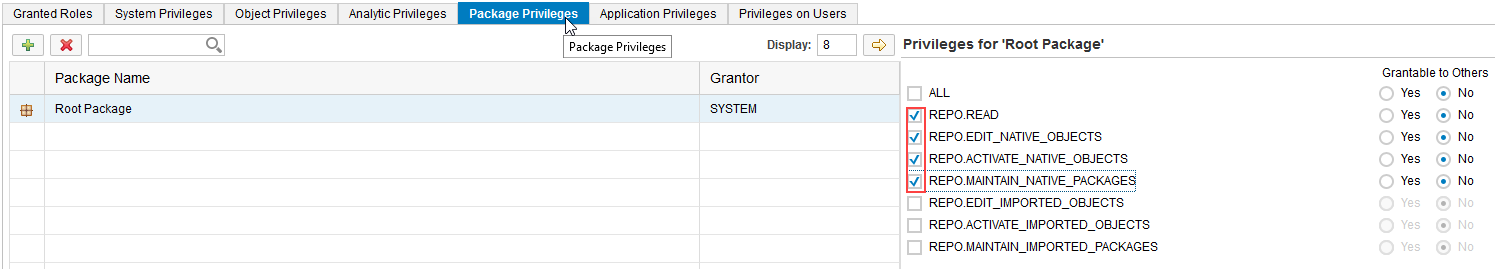 Granted Roles System Privileges Object Privileges Analytic Privileges Package Privileges Application Privileges Privileges on Users
Package Privileges
Display: 8
Package Name Grantor
Root Package SYSTEM
Privileges for 'Root Package'
Grantable to Others
ALL Yes No
REPO.READ Yes No
REPO.EDIT_NATIVE_OBJECTS Yes No
REPO.ACTIVATE_NATIVE_OBJECTS Yes No
REPO.MAINTAIN_NATIVE_PACKAGES Yes No
REPO.EDIT_IMPORTED_OBJECTS Yes No
REPO.ACTIVATE_IMPORTED_OBJECTS Yes No
REPO.MAINTAIN_IMPORTED_PACKAGES Yes No